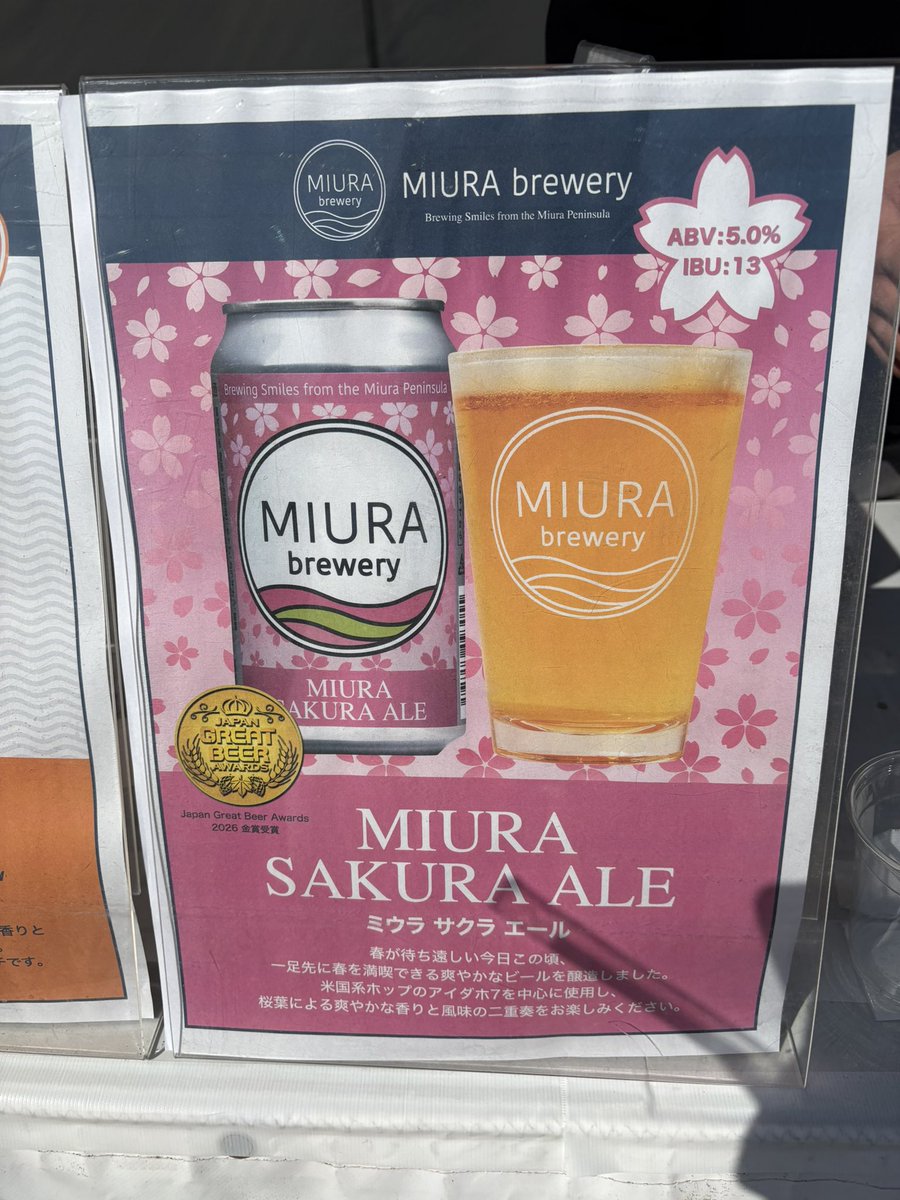 MIURA
brewery
MIURA brewery
Brewing Smiles from the Miura Peninsula
ABV:5.0%
IBU:13
Brewing Smiles from the Miura Peninsula
MIURA
brewery
MIURA
SAKURA ALE
MIURA
brewery
JAPAN
GREAT
BEER
AWARDS
Japan Great Beer Awards
2026 金賞受賞
MIURA
SAKURA ALE
ミウラ サクラ エール
春が待ち遠しい今日この頃、
一足先に春を満喫できる爽やかなビールを醸造しました。
米国系ホップのアイダホ7を中心に使用し、
桜葉による爽やかな香りと風味の二重奏をお楽しみください。
香りと
です。